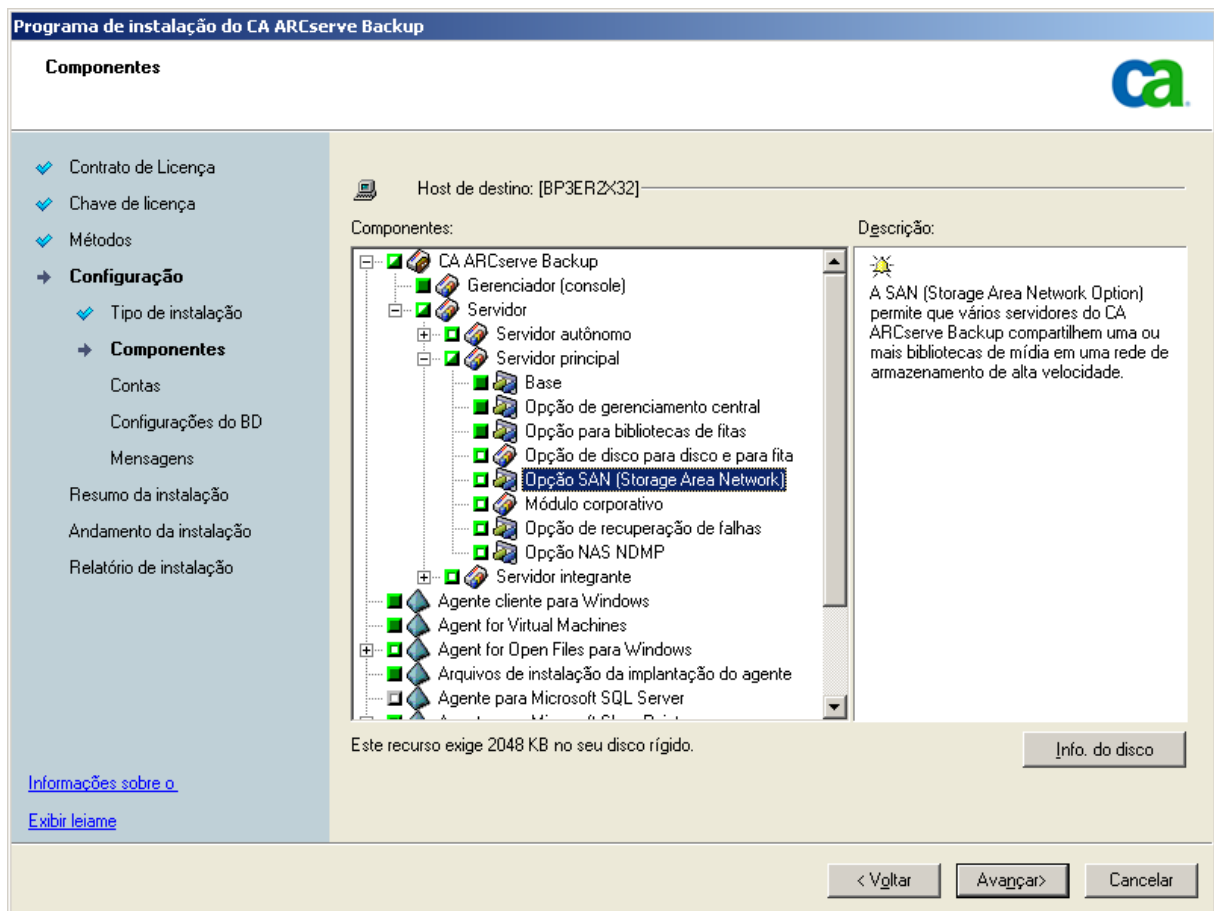 Programa de instalação do CA ARCserve Backup
Componentes
ca
Contrato de Licença
Chave de licença
Métodos
Configuração
Tipo de instalação
Componentes
Contas
Configurações do BD
Mensagens
Resumo da instalação
Andamento da instalação
Relatório de instalação
Informações sobre o
Exibir leiame
Host de destino: [BP3ER2X32]
Componentes:
CA ARCserve Backup
Gerenciador (console)
Servidor
Servidor autônomo
Servidor principal
Base
Opção de gerenciamento central
Opção para bibliotecas de fitas
Opção de disco para disco e para fita
Opção SAN (Storage Area Network)
Módulo corporativo
Opção de recuperação de falhas
Opção NAS NDMP
Servidor integrante
Agente cliente para Windows
Agent for Virtual Machines
Agent for Open Files para Windows
Arquivos de instalação da implantação do agente
Agente para Microsoft SQL Server
Este recurso exige 2048 KB no seu disco rígido.
Descrição:
A SAN (Storage Area Network Option)
permite que vários servidores do CA
ARCserve Backup compartilhem uma ou
mais bibliotecas de mídia em uma rede de
armazenamento de alta velocidade.
Info. do disco
< Voltar
Avançar>
Cancelar